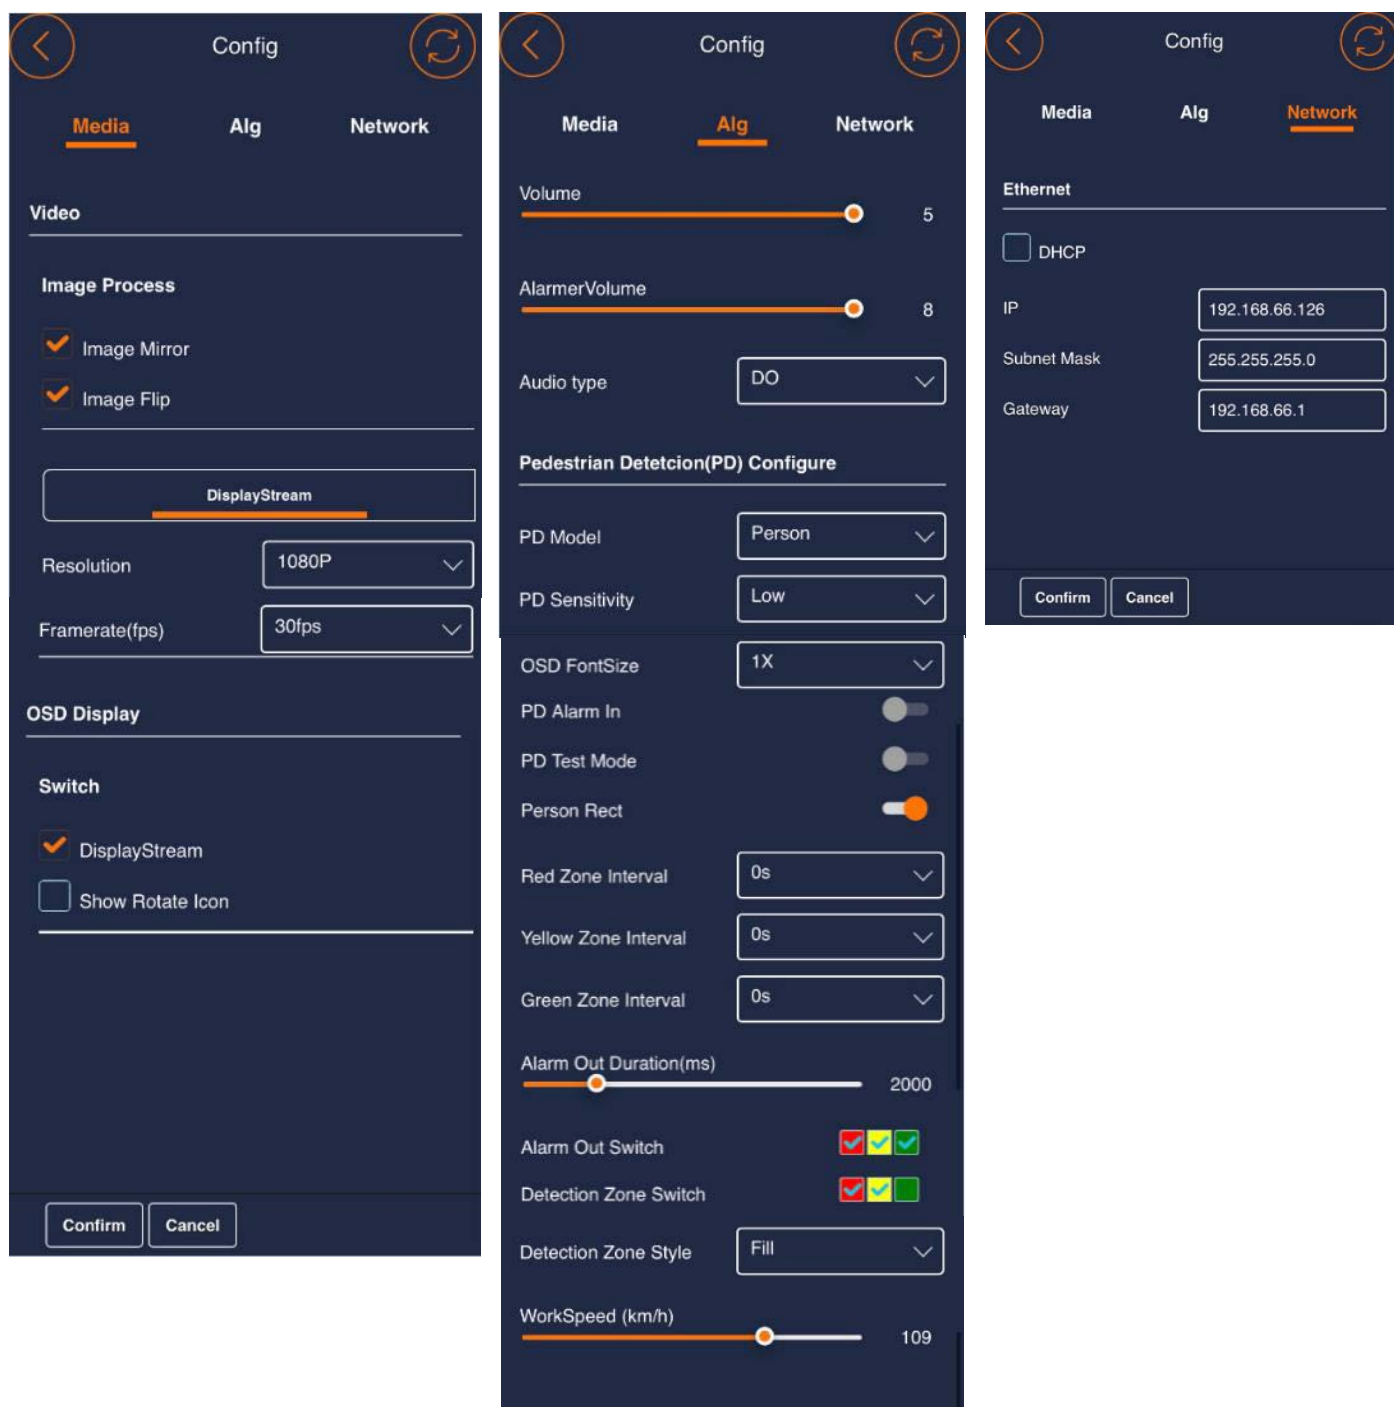 Config
Media Alg Network
Video
Image Process
Image Mirror
Image Flip
DisplayStream
Resolution 1080P
Framerate(fps) 30fps
OSD Display
Switch
DisplayStream
Show Rotate Icon
Confirm Cancel
Config
Media Alg Network
Volume
5
AlarmerVolume
8
Audio type DO
Pedestrian Detetcion(PD) Configure
PD Model Person
PD Sensitivity Low
OSD FontSize 1X
PD Alarm In
PD Test Mode
Person Rect
Red Zone Interval 0s
Yellow Zone Interval 0s
Green Zone Interval 0s
Alarm Out Duration(ms)
2000
Alarm Out Switch
Detection Zone Switch
Detection Zone Style Fill
WorkSpeed (km/h)
109
Config
Media Alg Network
Ethernet
DHCP
IP 192.168.66.126
Subnet Mask 255.255.255.0
Gateway 192.168.66.1
Confirm Cancel